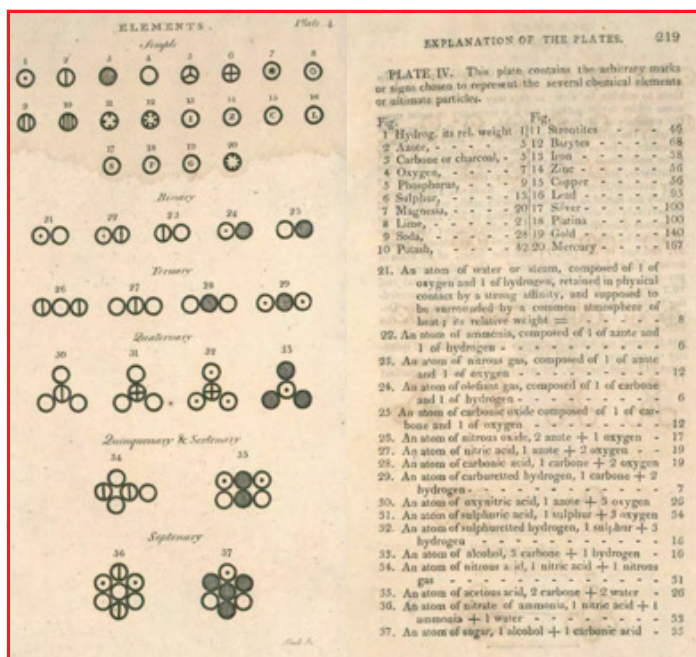 ELEMENTS. Plate 4
Simple
1 2 3 4 5 6 7 8
9 10 11 12 13 14 15 16
I Z C L
17 18 19 20
S P G
Binary
21 22 23 24 25
Ternary
26 27 28 29
Quaternary
30 31 32 33
Quinquenary & Sextenary
34 35
Septenary
36 37
EXPLANATION OF THE PLATES. 219
PLATE IV. This plate contains the arbitrary marks
or signs chosen to represent the several chemical elements
or ultimate particles.
Fig. Fig.
1 Hydrog. its rel. weight 1 11 Strontites - - - 46
2 Azote, - - - - 5 12 Barytes - - - - 68
3 Carbone or charcoal, - 5 13 Iron - - - - - 38
4 Oxygen, - - - - 7 14 Zinc - - - - - 56
5 Phosphorus, - - - 9 15 Copper - - - - 56
6 Sulphur, - - - - 13 16 Lead - - - - - 95
7 Magnesia, - - - - 20 17 Silver - - - - 100
8 Lime, - - - - - 18 Platina - - - - 100
9 Soda, - - - - - 28 19 Gold - - - - - 140
10 Potash, - - - - 42 20 Mercury - - - - 167
21. An atom of water or steam, composed of 1 of
oxygen and 1 of hydrogen, retained in physical
contact by a strong affinity, and supposed to
be surrounded by a common atmosphere of
heat; its relative weight = - - - - - - 8
22. An atom of ammonia, composed of 1 of azote and
1 of hydrogen - - - - - - - - - 6
23. An atom of nitrous gas, composed of 1 of azote
and 1 of oxygen - - - - - - - - 12
24. An atom of olefiant gas, composed of 1 of carbone
and 1 of hydrogen - - - - - - - 6
25 An atom of carbonic oxide composed of 1 of car-
bone and 1 of oxygen - - - - - - 12
26. An atom of nitrous oxide, 2 azote + 1 oxygen - 17
27. An atom of nitric acid, 1 azote + 2 oxygen - - 19
28. An atom of carbonic acid, 1 carbone + 2 oxygen 19
29. An atom of carburetted hydrogen, 1 carbone + 2
hydrogen - - - - - - - - - - - 7
30. An atom of oxynitric acid, 1 azote + 3 oxygen 26
31. An atom of sulphuric acid, 1 sulphur + 3 oxygen 34
32. An atom of sulphuretted hydrogen, 1 sulphur + 3
hydrogen - - - - - - - - - - 16
33. An atom of alcohol, 3 carbone + 1 hydrogen - 16
34. An atom of nitrous acid, 1 nitric acid + 1 nitrous
gas - - - - - - - - - - - 31
35. An atom of acetous acid, 2 carbone + 2 water - 26
36. An atom of nitrate of ammonia, 1 nitric acid + 1
ammonia + 1 water - - - - - - - 33
37. An atom of sugar, 1 alcohol + 1 carbonic acid - 35